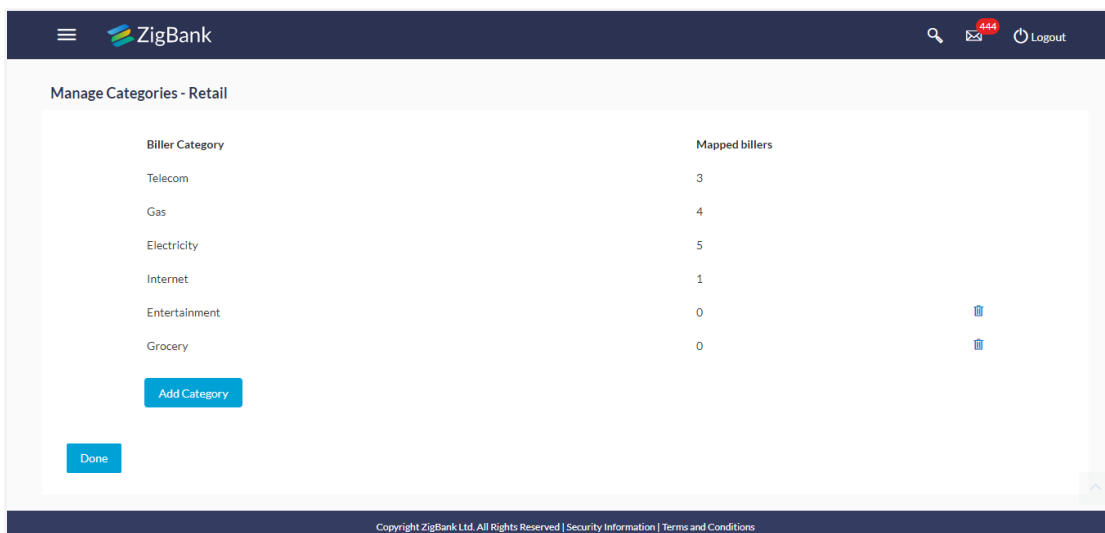 ZigBank
444
Logout
Manage Categories - Retail
Biller Category Mapped billers
Telecom 3
Gas 4
Electricity 5
Internet 1
Entertainment 0
Grocery 0
Add Category
Done
Copyright ZigBank Ltd. All Rights Reserved | Security Information | Terms and Conditions